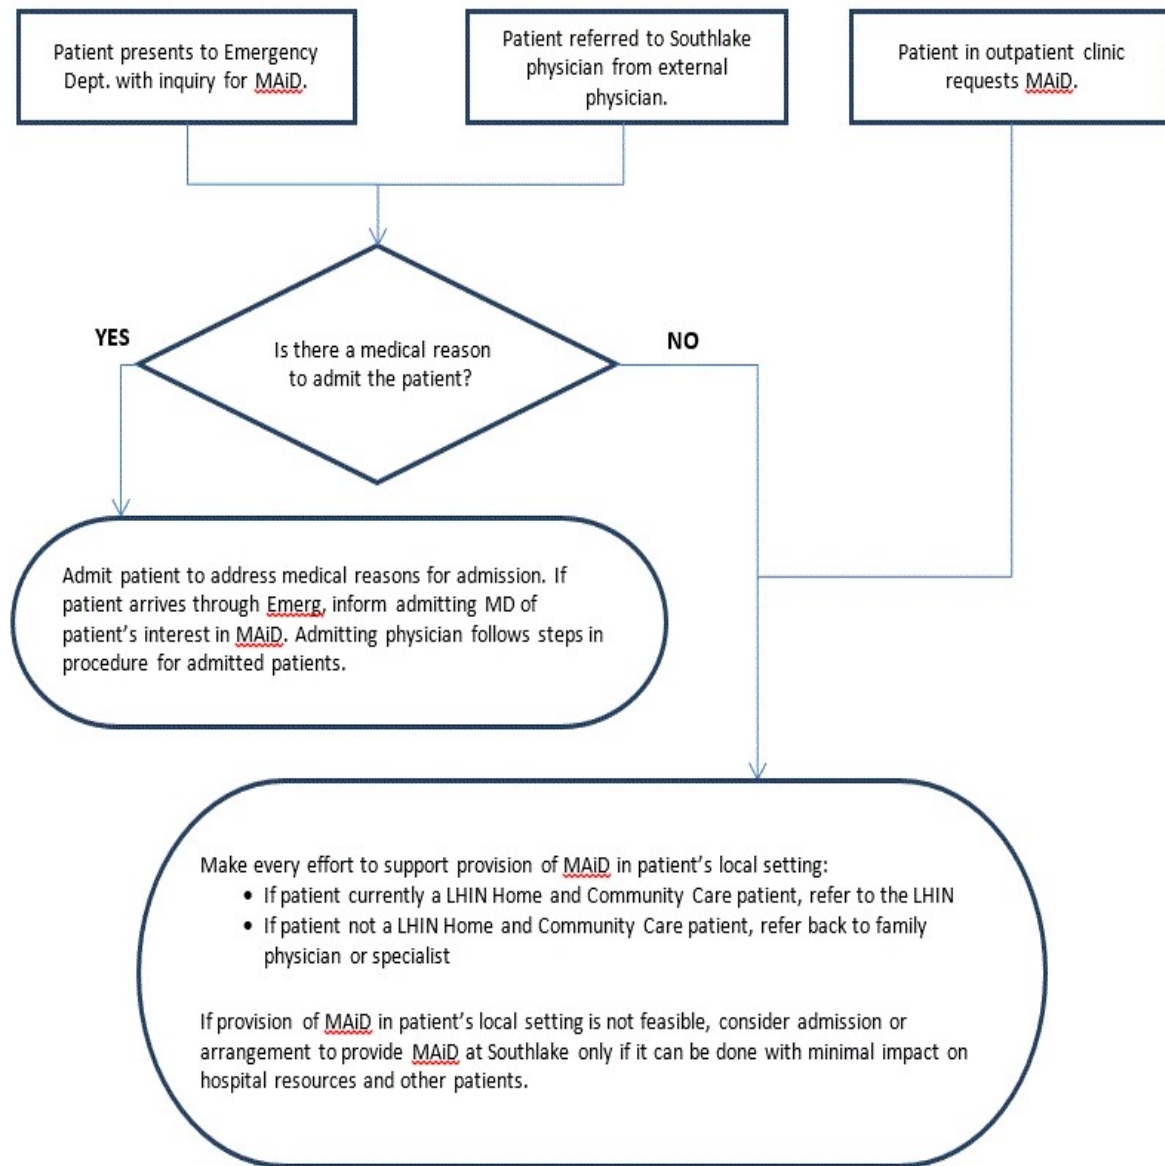 Patient presents to Emergency
Dept. with inquiry for MAiD.
Patient referred to Southlake
physician from external
physician.
Patient in outpatient clinic
requests MAiD.
YES
Is there a medical reason
to admit the patient?
NO
Admit patient to address medical reasons for admission. If
patient arrives through Emerg, inform admitting MD of
patient’s interest in MAiD. Admitting physician follows steps in
procedure for admitted patients.
Make every effort to support provision of MAiD in patient’s local setting:
• If patient currently a LHIN Home and Community Care patient, refer to the LHIN
• If patient not a LHIN Home and Community Care patient, refer back to family
physician or specialist
If provision of MAiD in patient’s local setting is not feasible, consider admission or
arrangement to provide MAiD at Southlake only if it can be done with minimal impact on
hospital resources and other patients.